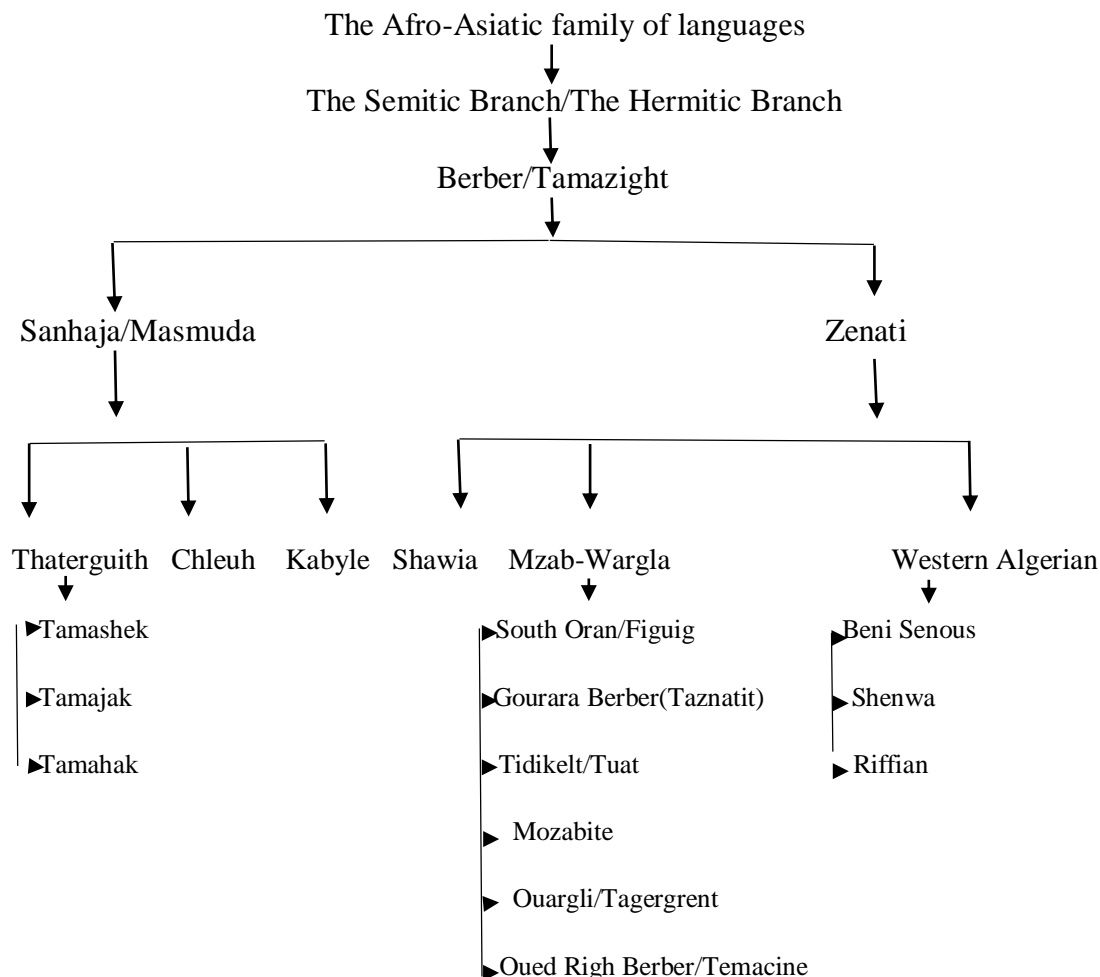 The Afro-Asiatic family of languages
The Semitic Branch/The Hermitic Branch
Berber/Tamazight
Sanhaja/Masmuda
Zenati
Thaterguith
Chleuh
Kabyle
Shawia
Mzab-Wargla
Western Algerian
Tamashek
Tamajak
Tamahak
South Oran/Figuig
Gourara Berber(Taznatit)
Tidikelt/Tuat
Mozabite
Ouargli/Tagergrent
Oued Righ Berber/Temacine
Beni Senous
Shenwa
Riffian